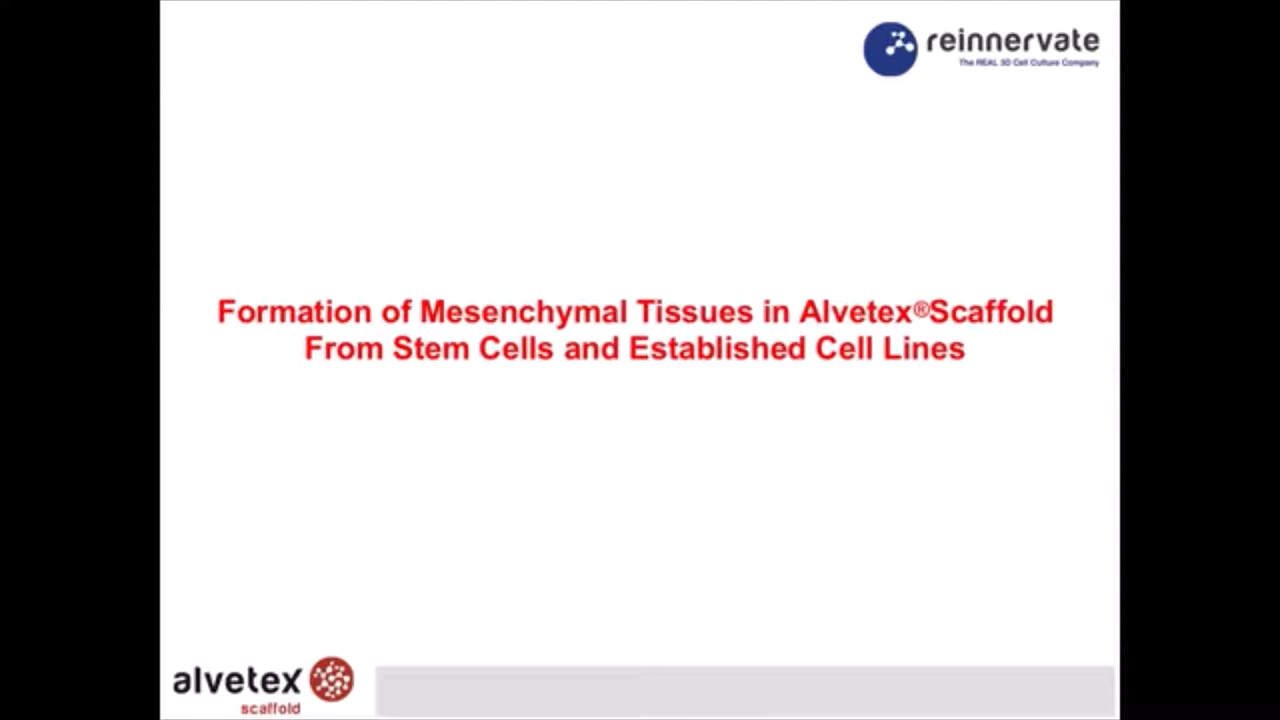 reinnervate
The REAL 3D Cell Culture Company
Formation of Mesenchymal Tissues in Alvetex®Scaffold
From Stem Cells and Established Cell Lines
alvetex
scaffold